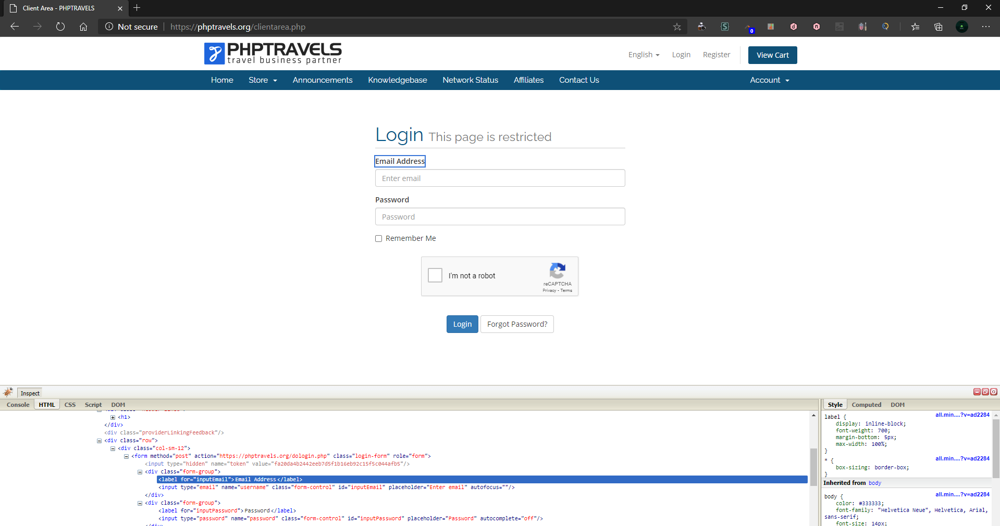 Client Area - PHPTRAVELS
Not secure
https://phptravels.org/clientarea.php
0
PHPTRAVELS
travel business partner
English
Login
Register
View Cart
Home
Store
Announcements
Knowledgebase
Network Status
Affiliates
Contact Us
Account
Login This page is restricted
Email Address
Enter email
Password
Password
Remember Me
I'm not a robot
reCAPTCHA
Privacy - Terms
Login
Forgot Password?
Inspect
Console
HTML
CSS
Script
DOM
<h1>
</div>
<div class="providerLinkingFeedback"/>
<div class="row">
<div class="col-sm-12">
<form method="post" action="https://phptravels.org/dologin.php" class="login-form" role="form">
<input type="hidden" name="token" value="fa20da4b2442eeb7d5f1b16eb92c15f5c044afb5"/>
<div class="form-group">
<label for="inputEmail">Email Address</label>
<input type="email" name="username" class="form-control" id="inputEmail" placeholder="Enter email" autofocus=""/>
</div>
<div class="form-group">
<label for="inputPassword">Password</label>
<input type="password" name="password" class="form-control" id="inputPassword" placeholder="Password" autocomplete="off"/>
</div>
Style
Computed
DOM
all.min....?v=ad2284
label {
display: inline-block;
font-weight: 700;
margin-bottom: 5px;
max-width: 100%;
}
all.min....?v=ad2284
* {
box-sizing: border-box;
}
Inherited from body
all.min....?v=ad2284
body {
color: #333333;
font-family: "Helvetica Neue", Helvetica, Arial,
sans-serif;
font-size: 14px;